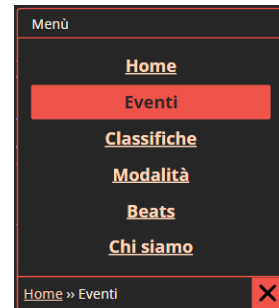 Menù
Home
Eventi
Classifiche
Modalità
Beats
Chi siamo
Home » Eventi